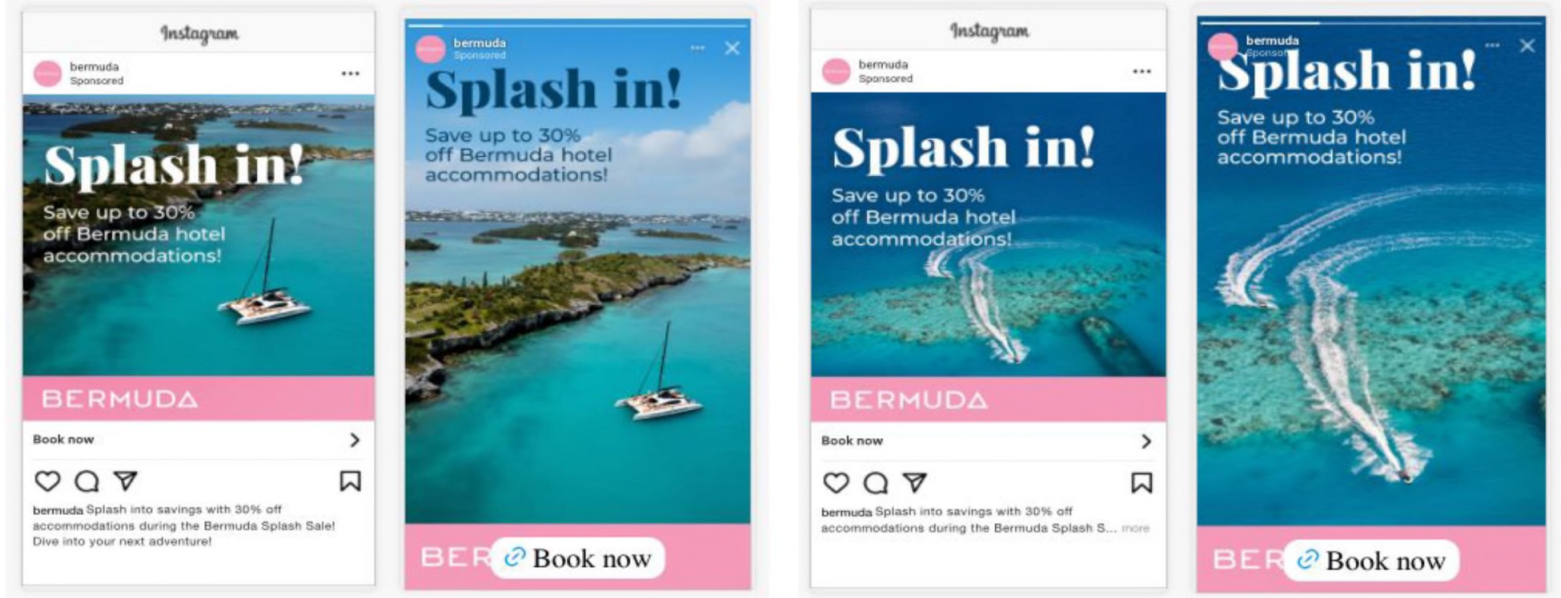 Instagram
bermuda
Sponsored
Splash in!
Save up to 30%
off Bermuda hotel
accommodations!
BERMUDA
Book now
bermuda Splash into savings with 30% off
accommodations during the Bermuda Splash Sale!
Dive into your next adventure!
bermuda
Sponsored
Splash in!
Save up to 30%
off Bermuda hotel
accommodations!
BER
Book now
Instagram
bermuda
Sponsored
Splash in!
Save up to 30%
off Bermuda hotel
accommodations!
BERMUDA
Book now
bermuda Splash into savings with 30% off
accommodations during the Bermuda Splash S... more
bermuda
Sponso
Splash in!
Save up to 30%
off Bermuda hotel
accommodations!
BER
Book now